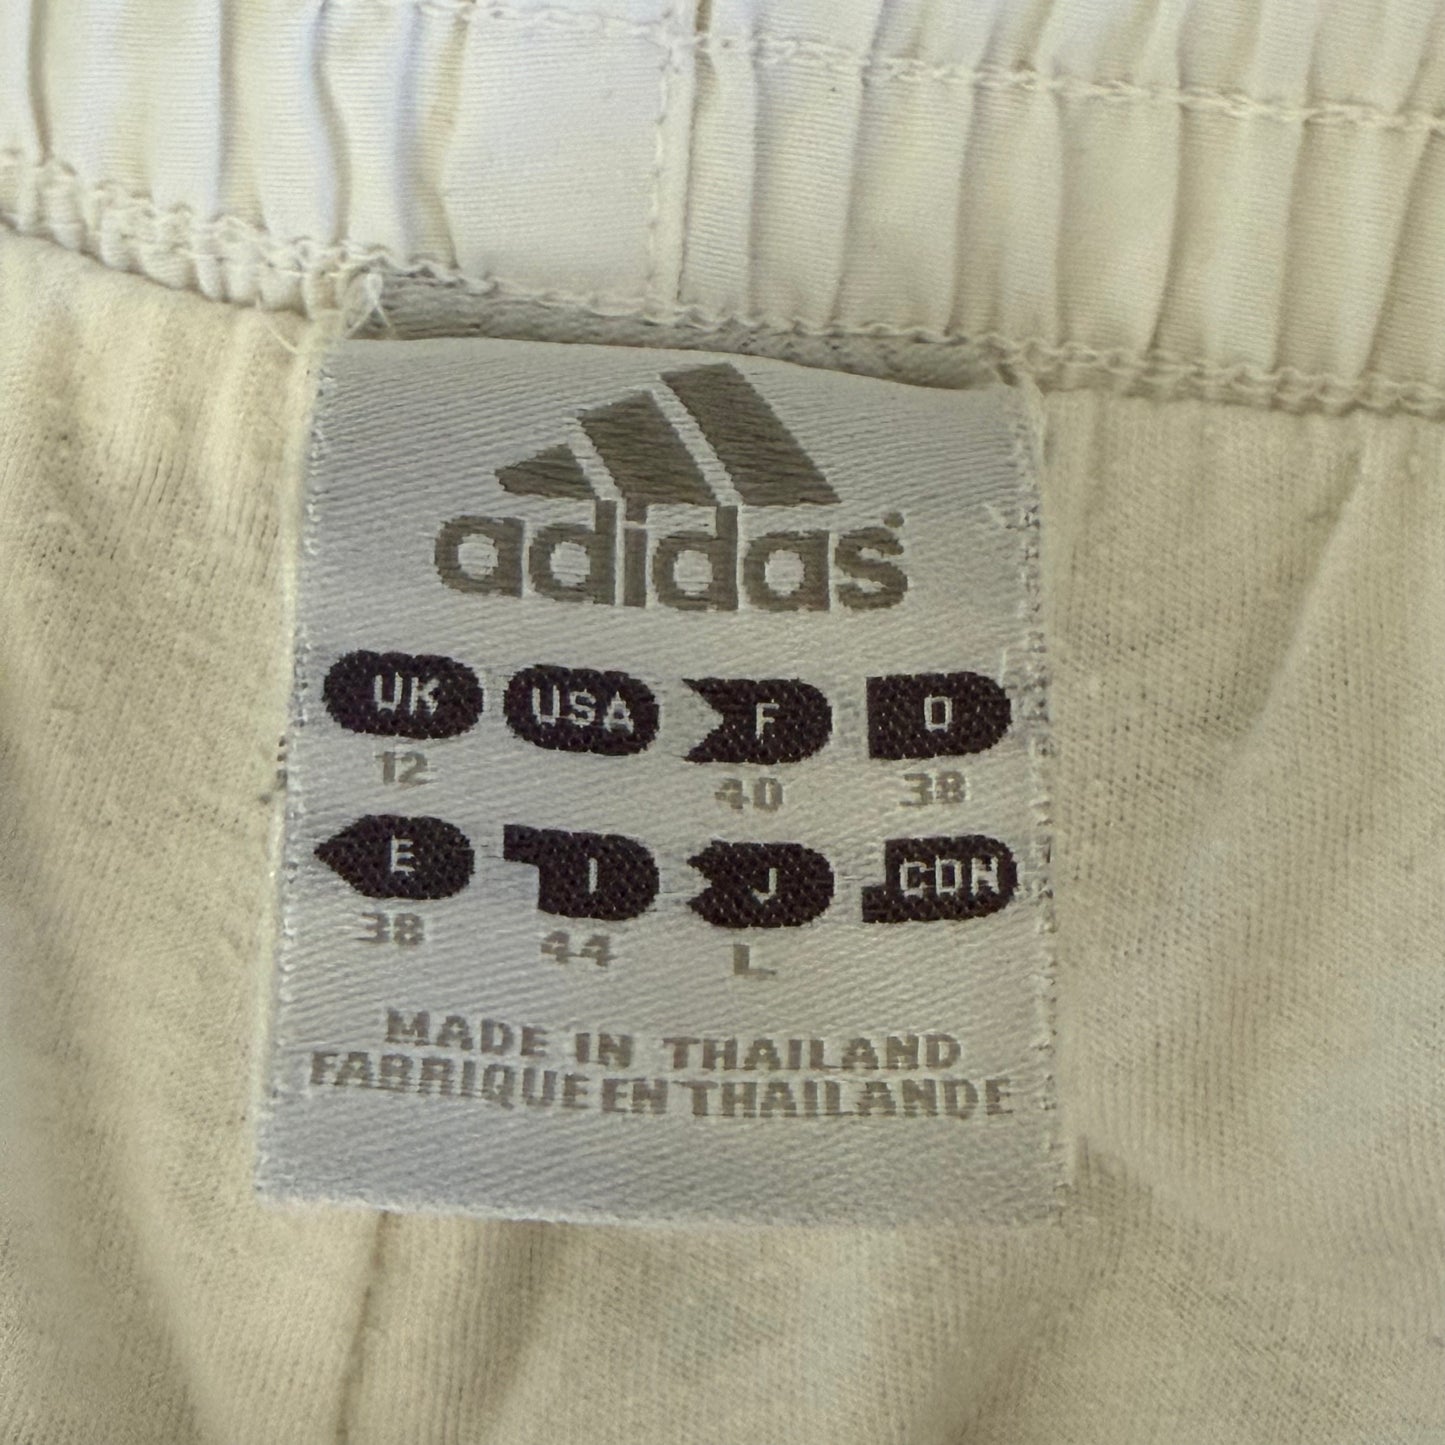 adidas
UK USA F D
12 40 38
E I J CDN
38 44 L
MADE IN THAILAND
FABRIQUE EN THAILANDE